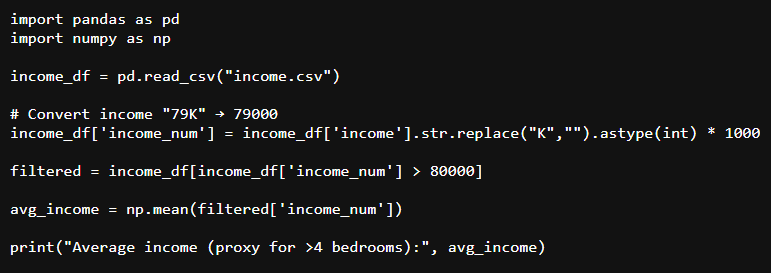 import pandas as pd
import numpy as np
income_df = pd.read_csv("income.csv")
# Convert income "79K" → 79000
income_df['income_num'] = income_df['income'].str.replace("K","").astype(int) * 1000
filtered = income_df[income_df['income_num'] > 80000]
avg_income = np.mean(filtered['income_num'])
print("Average income (proxy for >4 bedrooms):", avg_income)